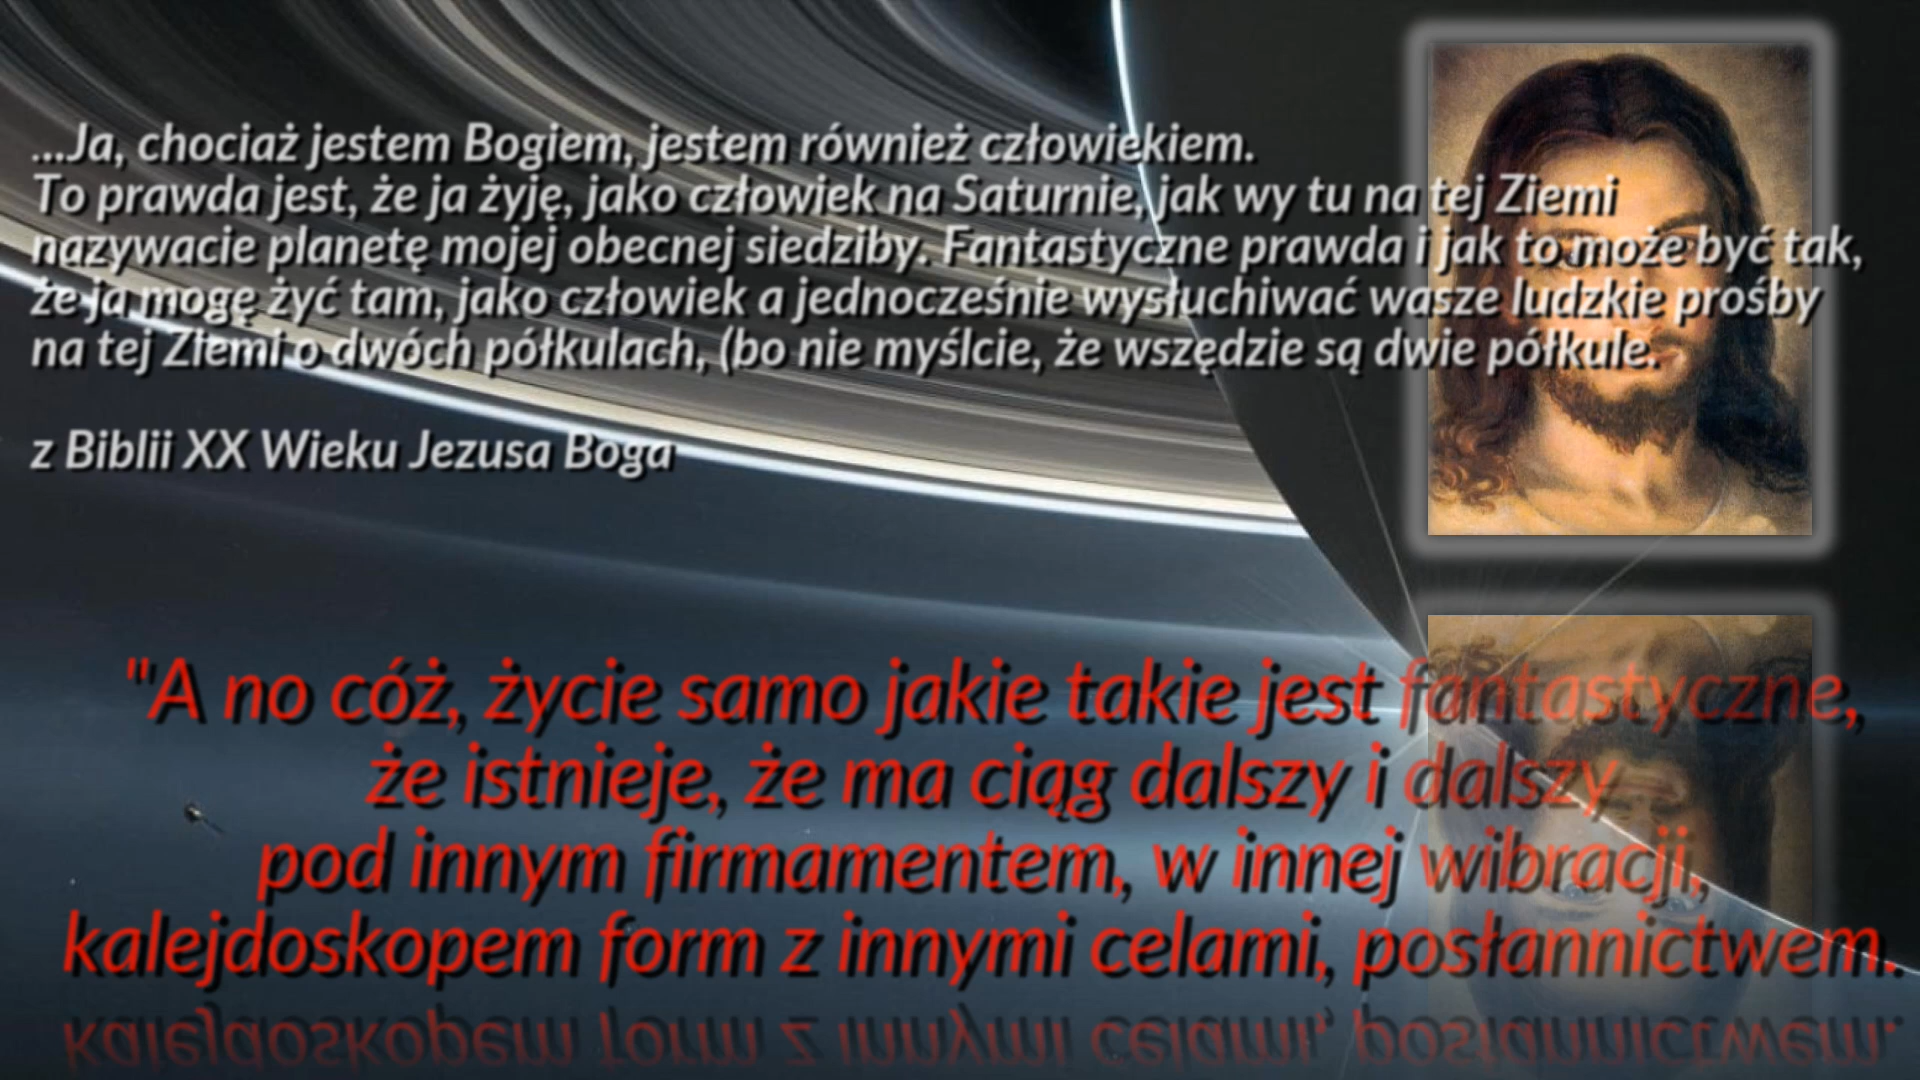 ...Ja, chociaż jestem Bogiem, jestem również człowiekiem.
To prawda jest, że ja żyję, jako człowiek na Saturnie, jak wy tu na tej Ziemi
nazywacie planetę mojej obecnej siedziby. Fantastyczne prawda i jak to może być tak,
że ja mogę żyć tam, jako człowiek a jednocześnie wysłuchiwać wasze ludzkie prośby
na tej Ziemi o dwóch półkulach, (bo nie myślcie, że wszędzie są dwie półkule.
z Biblii XX Wieku Jezusa Boga
"A no cóż, życie samo jakie takie jest fantastyczne,
że istnieje, że ma ciąg dalszy i dalszy
pod innym firmamentem, w innej wibracji,
kalejdoskopem form z innymi celami, posłannictwem.